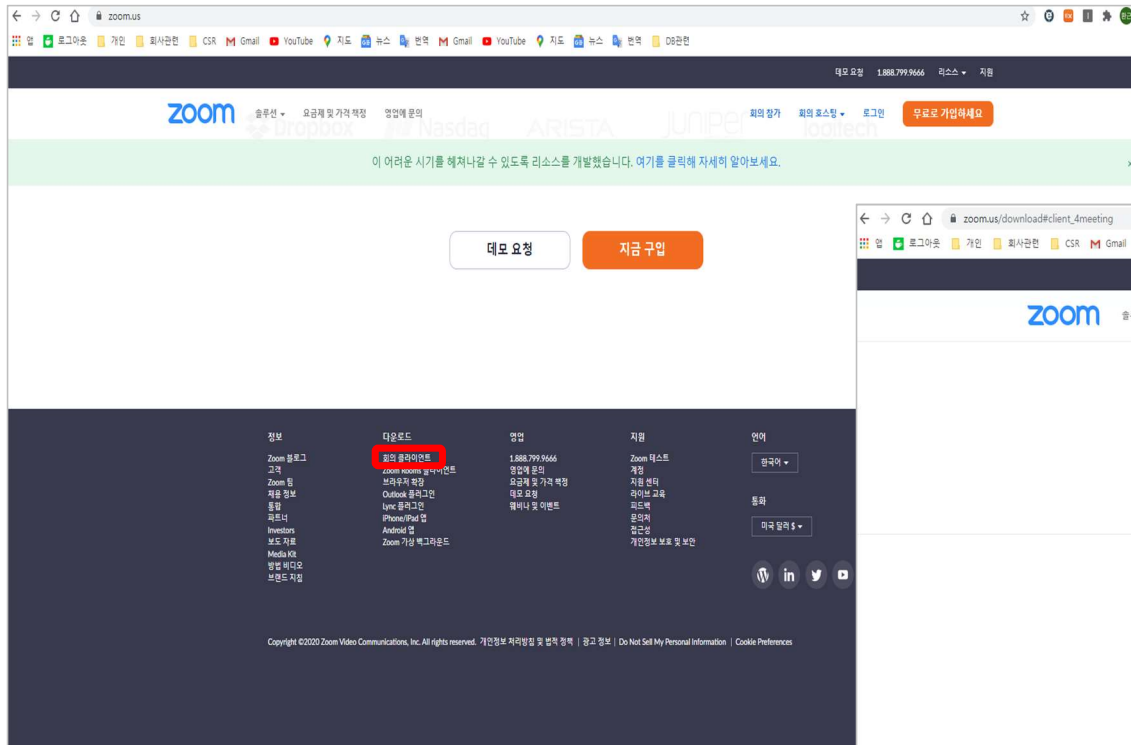 zoom.us
앱 로그아웃 개인 회사관련 CSR Gmail YouTube 지도 뉴스 번역 Gmail YouTube 지도 뉴스 번역 DB관련
데모 요청 1.888.799.9666 리소스 지원
zoom 솔루션 요금제 및 가격 책정 영업에 문의 회의 참가 회의 호스팅 로그인 무료로 가입하세요
Dropbox Nasdaq ARISTA JUNIPER logitech
이 어려운 시기를 헤쳐나갈 수 있도록 리소스를 개발했습니다. 여기를 클릭해 자세히 알아보세요.
데모 요청 지금 구입
정보
Zoom 블로그
고객
Zoom 팀
채용 정보
통합
파트너
Investors
보도 자료
Media Kit
방법 비디오
브랜드 지침
다운로드
회의 클라이언트
Zoom Rooms 클라이언트
브라우저 확장
Outlook 플러그인
Lync 플러그인
iPhone/iPad 앱
Android 앱
Zoom 가상 백그라운드
영업
1.888.799.9666
영업에 문의
요금제 및 가격 책정
데모 요청
웨비나 및 이벤트
지원
Zoom 테스트
계정
지원 센터
라이브 교육
피드백
문의처
접근성
개인정보 보호 및 보안
언어
한국어
통화
미국 달러 $
in
Copyright ©2020 Zoom Video Communications, Inc. All rights reserved. 개인정보 처리방침 및 법적 정책 | 광고 정보 | Do Not Sell My Personal Information | Cookie Preferences
zoom.us/download#client_4meeting
앱 로그아웃 개인 회사관련 CSR Gmail
zoom